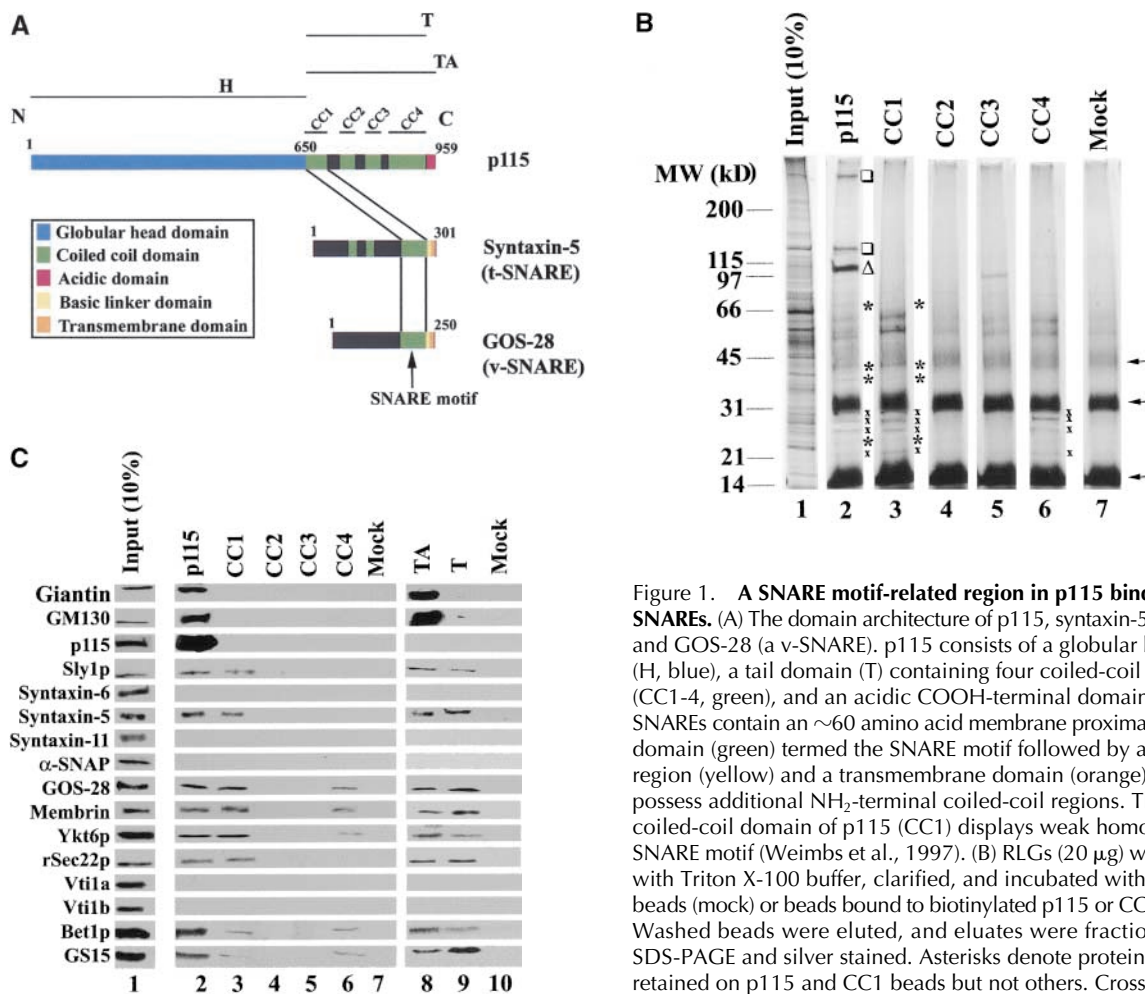 A
T
TA
H
N
CC1 CC2 CC3 CC4
C
1 650 959
p115
Globular head domain
Coiled coil domain
Acidic domain
Basic linker domain
Transmembrane domain
1 301
Syntaxin-5
(t-SNARE)
1 250
GOS-28
(v-SNARE)
SNARE motif
B
Input (10%) p115 CC1 CC2 CC3 CC4 Mock
MW (kD)
200
115
97
66
45
31
21
14
Δ
* *
* *
* *
x x x
x x x
x x
* *
x x x
1 2 3 4 5 6 7
C
Input (10%) p115 CC1 CC2 CC3 CC4 Mock TA T Mock
Giantin
GM130
p115
Sly1p
Syntaxin-6
Syntaxin-5
Syntaxin-11
α-SNAP
GOS-28
Membrin
Ykt6p
rSec22p
Vti1a
Vti1b
Bet1p
GS15
1 2 3 4 5 6 7 8 9 10
Figure 1. A SNARE motif-related region in p115 bind
SNAREs. (A) The domain architecture of p115, syntaxin-5
and GOS-28 (a v-SNARE). p115 consists of a globular
(H, blue), a tail domain (T) containing four coiled-coil
(CC1-4, green), and an acidic COOH-terminal domain
SNAREs contain an ~60 amino acid membrane proxima
domain (green) termed the SNARE motif followed by a
region (yellow) and a transmembrane domain (orange)
possess additional NH2-terminal coiled-coil regions. T
coiled-coil domain of p115 (CC1) displays weak homo
SNARE motif (Weimbs et al., 1997). (B) RLGs (20 μg) w
with Triton X-100 buffer, clarified, and incubated with
beads (mock) or beads bound to biotinylated p115 or CC
Washed beads were eluted, and eluates were fraction
SDS-PAGE and silver stained. Asterisks denote protein
retained on p115 and CC1 beads but not others. Cross